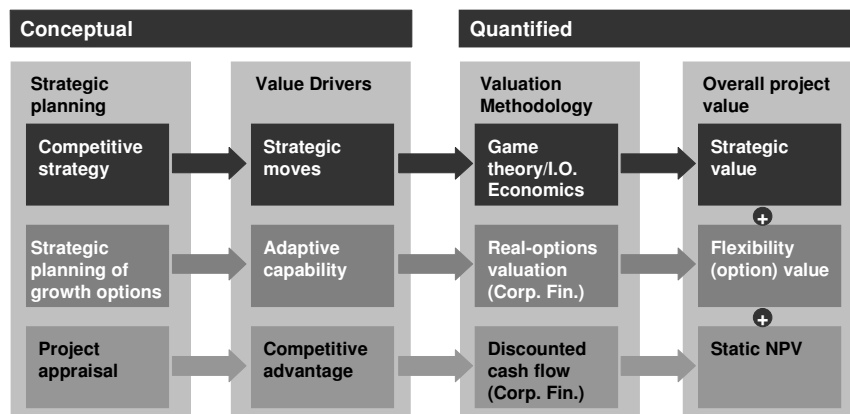 Conceptual
Quantified
Strategic
planning
Value Drivers
Valuation
Methodology
Overall project
value
Competitive
strategy
Strategic
moves
Game
theory/I.O.
Economics
Strategic
value
+
Strategic
planning of
growth options
Adaptive
capability
Real-options
valuation
(Corp. Fin.)
Flexibility
(option) value
+
Project
appraisal
Competitive
advantage
Discounted
cash flow
(Corp. Fin.)
Static NPV